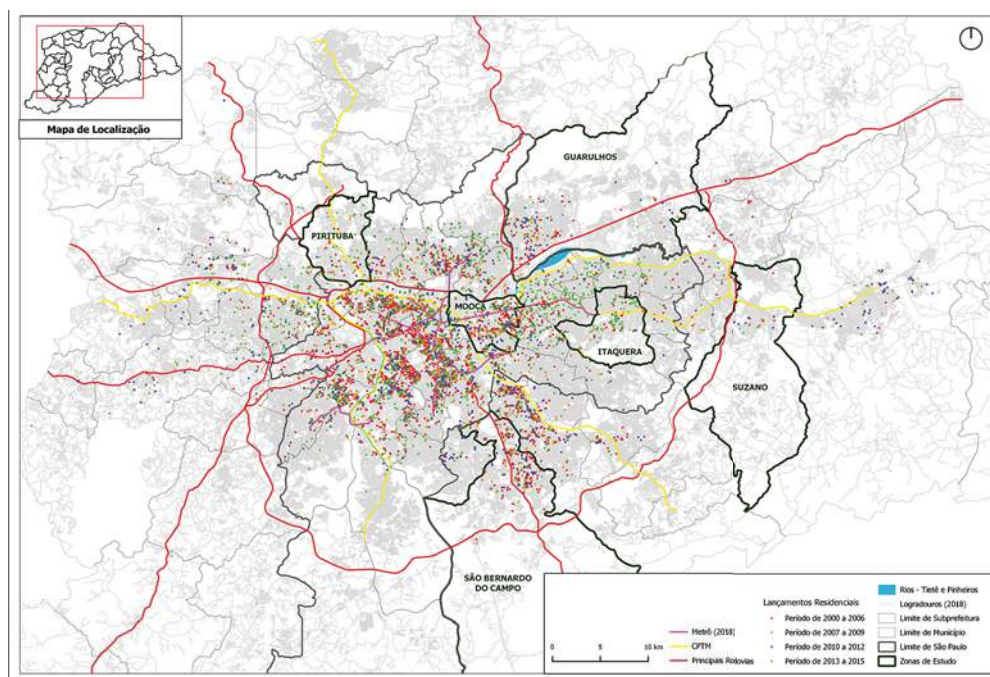 Mapa de Localização
GUARULHOS
PIRITUBA
MOOCA
ITAQUERA
SUZANO
SÃO BERNARDO
DO CAMPO
Metrô (2018)
CPTM
Principais Rodovias
0 5 10 km
Lançamentos Residenciais
Período de 2000 a 2006
Período de 2007 a 2009
Período de 2010 a 2012
Período de 2013 a 2015
Rios - Tietê e Pinheiros
Logradouros (2018)
Limite de Subprefeitura
Limite de Município
Limite de São Paulo
Zonas de Estudo